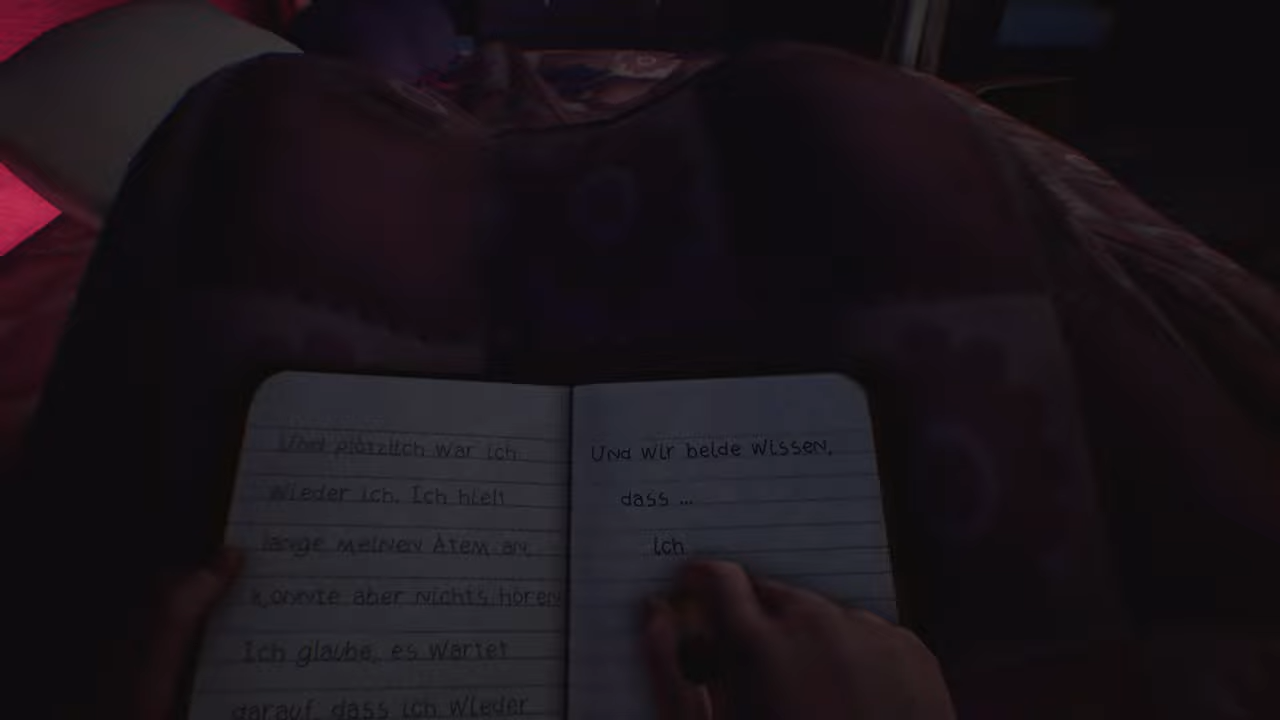 Und plötzlich war ich
wieder ich. Ich hielt
lange meinen Atem an,
konnte aber nichts hören
Ich glaube, es wartet
darauf, dass ich wieder
Und wir beide wissen,
dass ...
Ich